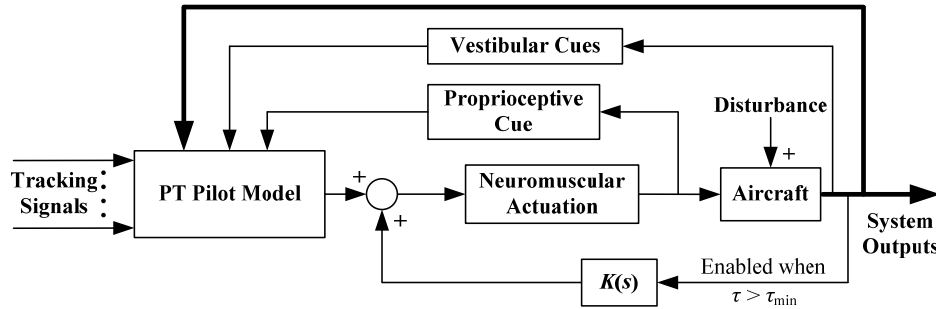 Vestibular Cues
Proprioceptive
Cue
Disturbance
+
Tracking
Signals
PT Pilot Model
+
+
Neuromuscular
Actuation
Aircraft
System
Outputs
K(s)
Enabled when
τ > τmin